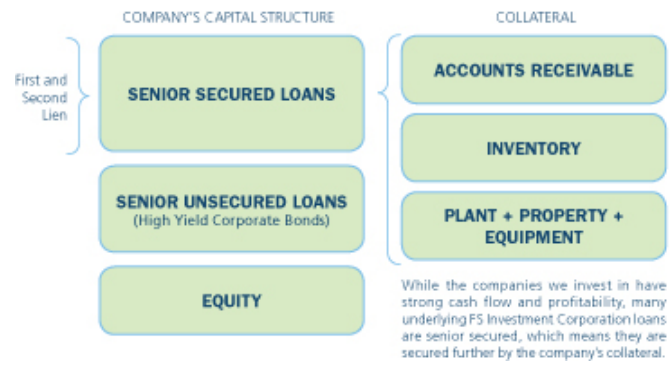 COMPANY'S CAPITAL STRUCTURE
First and
Second
Lien
SENIOR SECURED LOANS
SENIOR UNSECURED LOANS
(High Yield Corporate Bonds)
EQUITY
COLLATERAL
ACCOUNTS RECEIVABLE
INVENTORY
PLANT + PROPERTY +
EQUIPMENT
While the companies we invest in have
strong cash flow and profitability, many
underlying FS Investment Corporation loans
are senior secured, which means they are
secured further by the company's collateral.